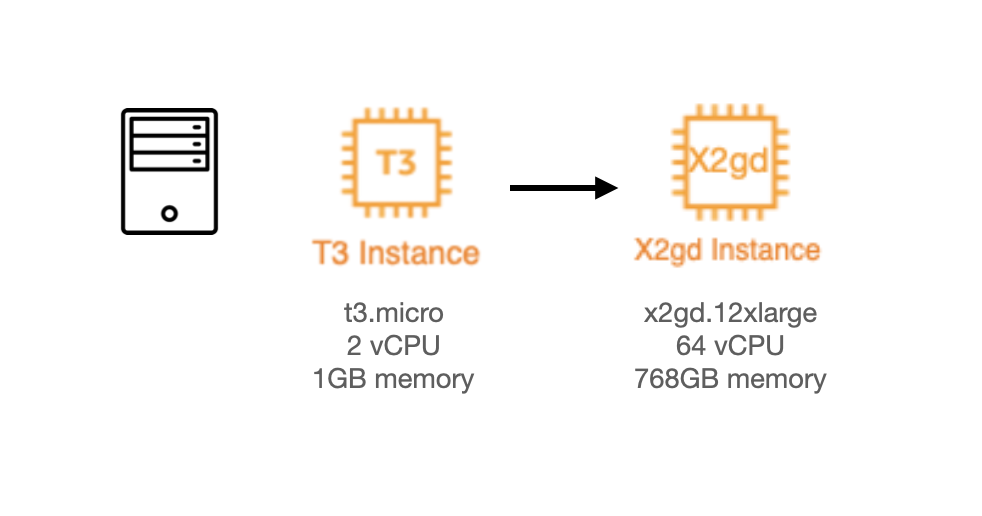 T3
T3 Instance
t3.micro
2 vCPU
1GB memory
X2gd
X2gd Instance
x2gd.12xlarge
64 vCPU
768GB memory